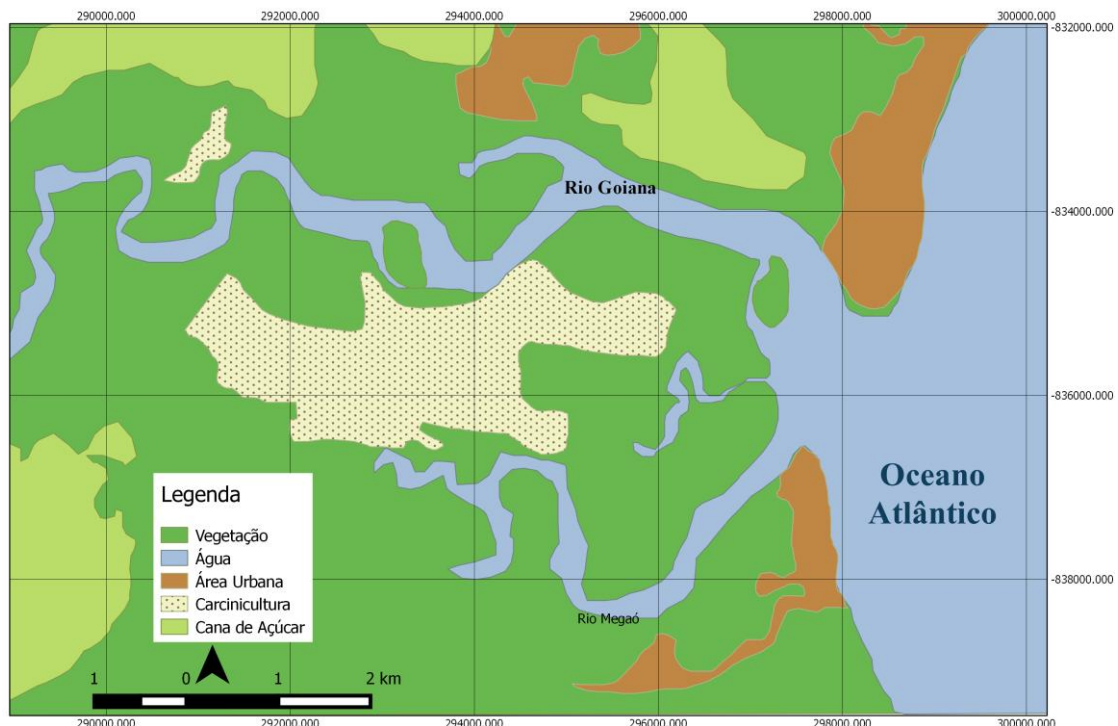 290000.000 292000.000 294000.000 296000.000 298000.000 300000.000
-832000.000
Rio Goiana
-834000.000
-836000.000
Oceano
Atlântico
Legenda
Vegetação
Água
Área Urbana
Carcinicultura
Cana de Açúcar
-838000.000
Rio Megaó
1 0 1 2 km
290000.000 292000.000 294000.000 296000.000 298000.000 300000.000